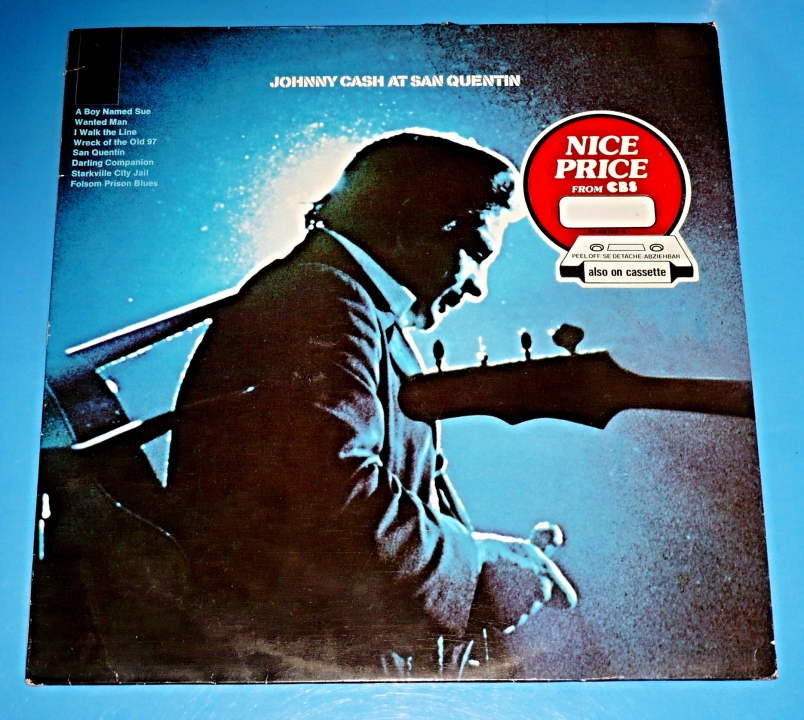 JOHNNY CASH AT SAN QUENTIN
A Boy Named Sue
Wanted Man
I Walk the Line
Wreck of the Old 97
San Quentin
Darling Companion
Starkville City Jail
Folsom Prison Blues
NICE
PRICE
FROM CBS
PEEL OFF/SE DETACHE/ABZIEHBAR
also on cassette